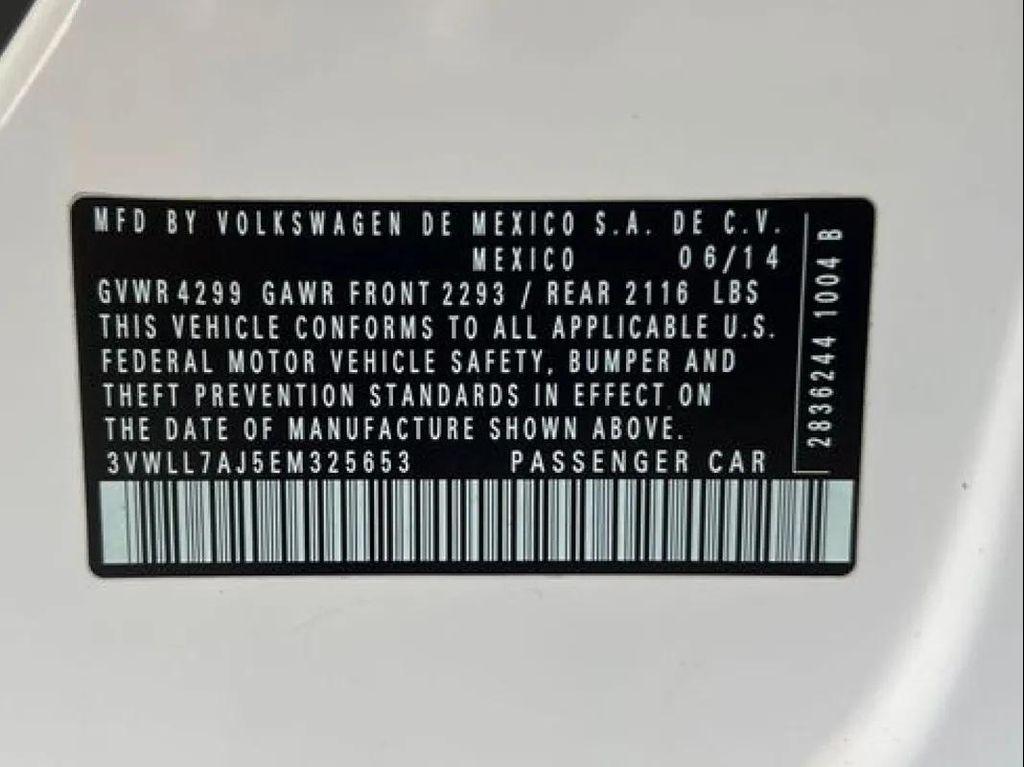 MFD BY VOLKSWAGEN DE MEXICO S.A. DE C.V.
MEXICO 06/14
GVWR 4299 GAWR FRONT 2293 / REAR 2116 LBS
THIS VEHICLE CONFORMS TO ALL APPLICABLE U.S.
FEDERAL MOTOR VEHICLE SAFETY, BUMPER AND
THEFT PREVENTION STANDARDS IN EFFECT ON
THE DATE OF MANUFACTURE SHOWN ABOVE.
3VWLL7AJ5EM325653 PASSENGER CAR
2836244 1004 B